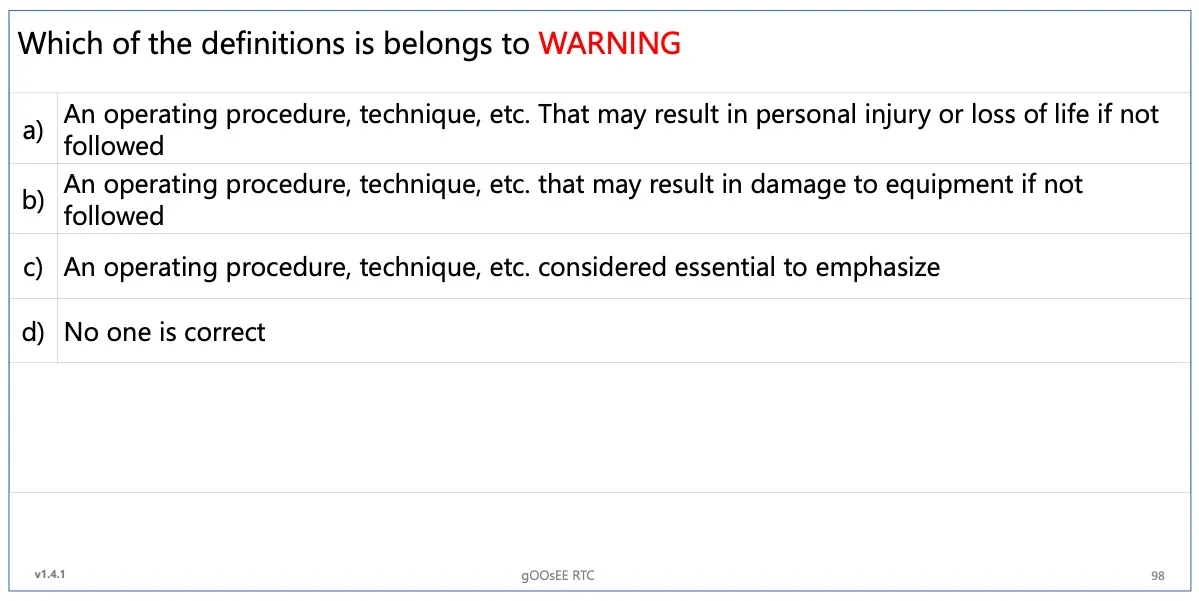 Which of the definitions is belongs to WARNING
a) An operating procedure, technique, etc. That may result in personal injury or loss of life if not
followed
b) An operating procedure, technique, etc. that may result in damage to equipment if not
followed
c) An operating procedure, technique, etc. considered essential to emphasize
d) No one is correct
v1.4.1 gOOsEE RTC 98